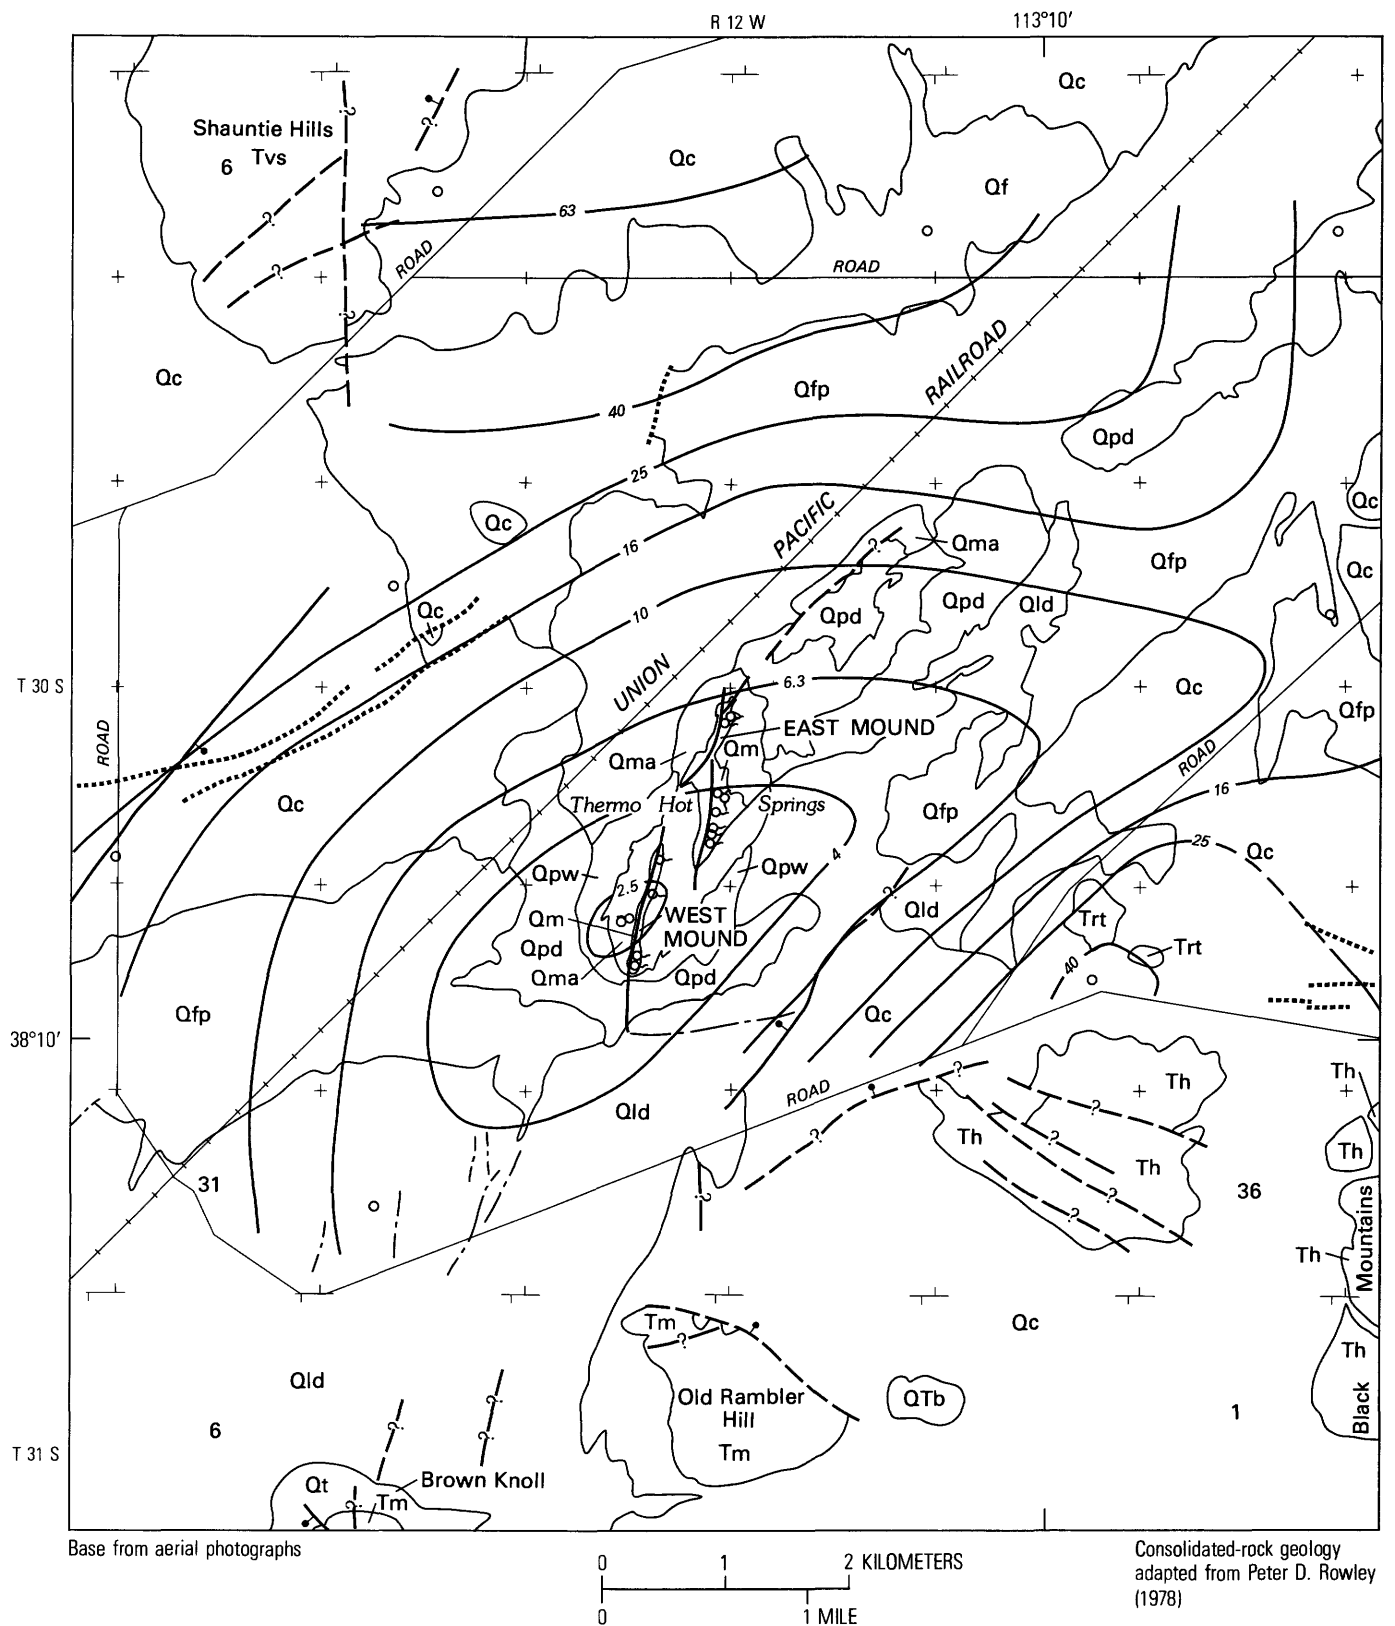 R 12 W
113°10'
Qc
Shauntie Hills
6 Tvs
?
?
Qc
Qf
?
63
?
ROAD
ROAD
?
Qc
RAILROAD
Qfp
40
Qpd
25
Qc
Qc
PACIFIC
16
?
Qma
Qfp
Qc
Qc
10
Qpd
Qpd
Qld
UNION
T 30 S
6.3
Qc
Qfp
ROAD
EAST MOUND
Qma
Qm
ROAD
Qc
Thermo Hot Springs
16
Qfp
25
Qc
4
Qpw
Qpw
2.5
?
Qm
WEST
MOUND
Qld
Trt
Qpd
Trt
Qma
Qpd
40
Qfp
Qc
38°10'
?
Th
Th
ROAD
Qld
?
?
Th
?
Th
Th
31
?
?
36
?
Th
Mountains
Tm
?
Qc
Th
Qld
Old Rambler
Hill
QTb
Black
?
?
6
Tm
1
T 31 S
Qt
Brown Knoll
?
Tm
Base from aerial photographs
0 1 2 KILOMETERS
0 1 MILE
Consolidated-rock geology
adapted from Peter D. Rowley
(1978)